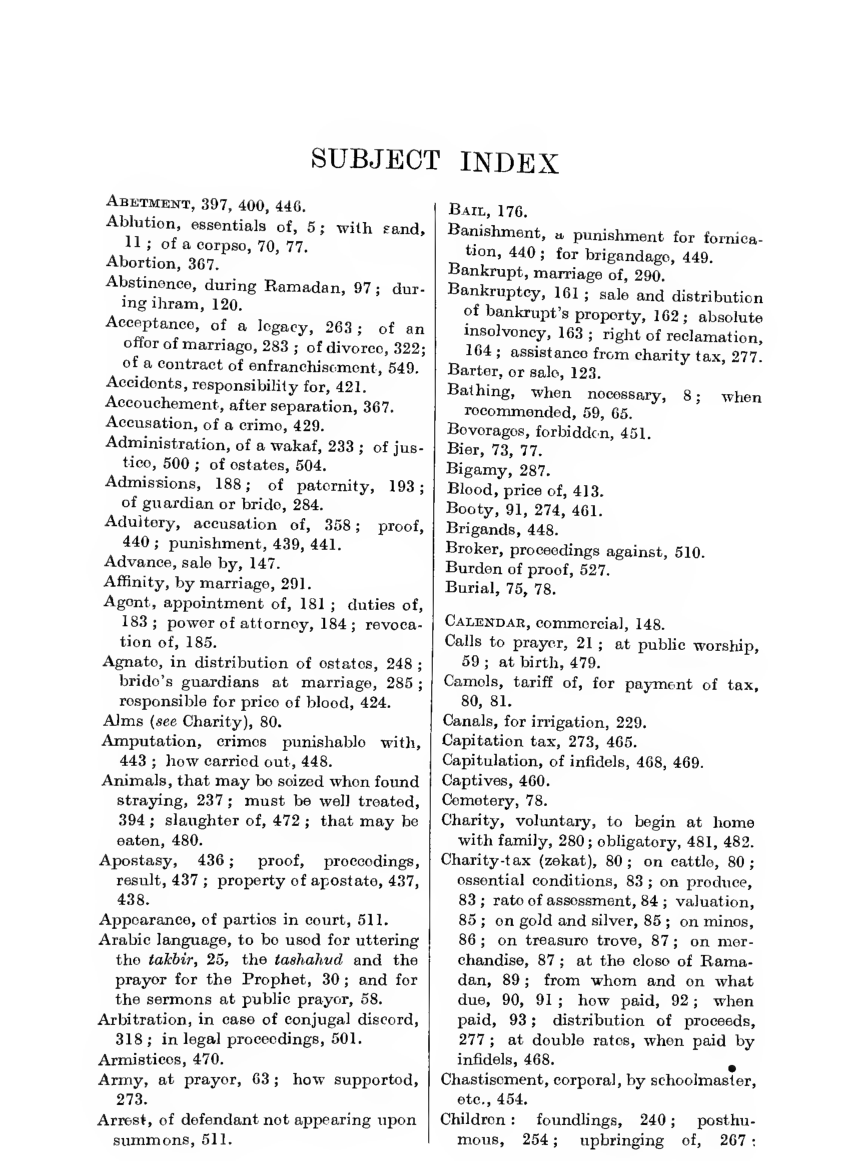 SUBJECT INDEX
ABETMENT, 397, 400, 446.
Ablution, essentials of, 5; with sand,
11; of a corpse, 70, 77.
Abortion, 367.
Abstinence, during Ramadan, 97; dur-
ing ihram, 120.
Acceptance, of a legacy, 263; of an
offer of marriage, 283; of divorce, 322;
of a contract of enfranchisement, 549.
Accidents, responsibility for, 421.
Accouchement, after separation, 367.
Accusation, of a crime, 429.
Administration, of a wakaf, 233; of jus-
tice, 500; of estates, 504.
Admissions, 188; of paternity, 193;
of guardian or bride, 284.
Adultery, accusation of, 358; proof,
440; punishment, 439, 441.
Advance, sale by, 147.
Affinity, by marriage, 291.
Agent, appointment of, 181; duties of,
183; power of attorney, 184; revoca-
tion of, 185.
Agnate, in distribution of estates, 248;
bride's guardians at marriage, 285;
responsible for price of blood, 424.
Alms (see Charity), 80.
Amputation, crimes punishable with,
443; how carried out, 448.
Animals, that may be seized when found
straying, 237; must be well treated,
394; slaughter of, 472; that may be
eaten, 480.
Apostasy, 436; proof, proceedings,
result, 437; property of apostate, 437,
438.
Appearance, of parties in court, 511.
Arabic language, to be used for uttering
the takbir, 25, the tashahud and the
prayer for the Prophet, 30; and for
the sermons at public prayer, 58.
Arbitration, in case of conjugal discord,
318; in legal proceedings, 501.
Armistices, 470.
Army, at prayer, 63; how supported,
273.
Arrest, of defendant not appearing upon
summons, 511.
BAIL, 176.
Banishment, a punishment for fornica-
tion, 440; for brigandage, 449.
Bankrupt, marriage of, 290.
Bankruptcy, 161; sale and distribution
of bankrupt's property, 162; absolute
insolvency, 163; right of reclamation,
164; assistance from charity tax, 277.
Barter, or sale, 123.
Bathing, when necessary, 8; when
recommended, 59, 65.
Beverages, forbidden, 451.
Bier, 73, 77.
Bigamy, 287.
Blood, price of, 413.
Booty, 91, 274, 461.
Brigands, 448.
Broker, proceedings against, 510.
Burden of proof, 527.
Burial, 75, 78.
CALENDAR, commercial, 148.
Calls to prayer, 21; at public worship,
59; at birth, 479.
Camels, tariff of, for payment of tax,
80, 81.
Canals, for irrigation, 229.
Capitation tax, 273, 465.
Capitulation, of infidels, 468, 469.
Captives, 460.
Cemetery, 78.
Charity, voluntary, to begin at home
with family, 280; obligatory, 481, 482.
Charity-tax (zekat), 80; on cattle, 80;
essential conditions, 83; on produce,
83; rate of assessment, 84; valuation,
85; on gold and silver, 85; on mines,
86; on treasure trove, 87; on mer-
chandise, 87; at the close of Rama-
dan, 89; from whom and on what
due, 90, 91; how paid, 92; when
paid, 93; distribution of proceeds,
277; at double rates, when paid by
infidels, 468.
Chastisement, corporal, by schoolmaster,
etc., 454.
Children: foundlings, 240; posthu-
mous, 254; upbringing of, 267: